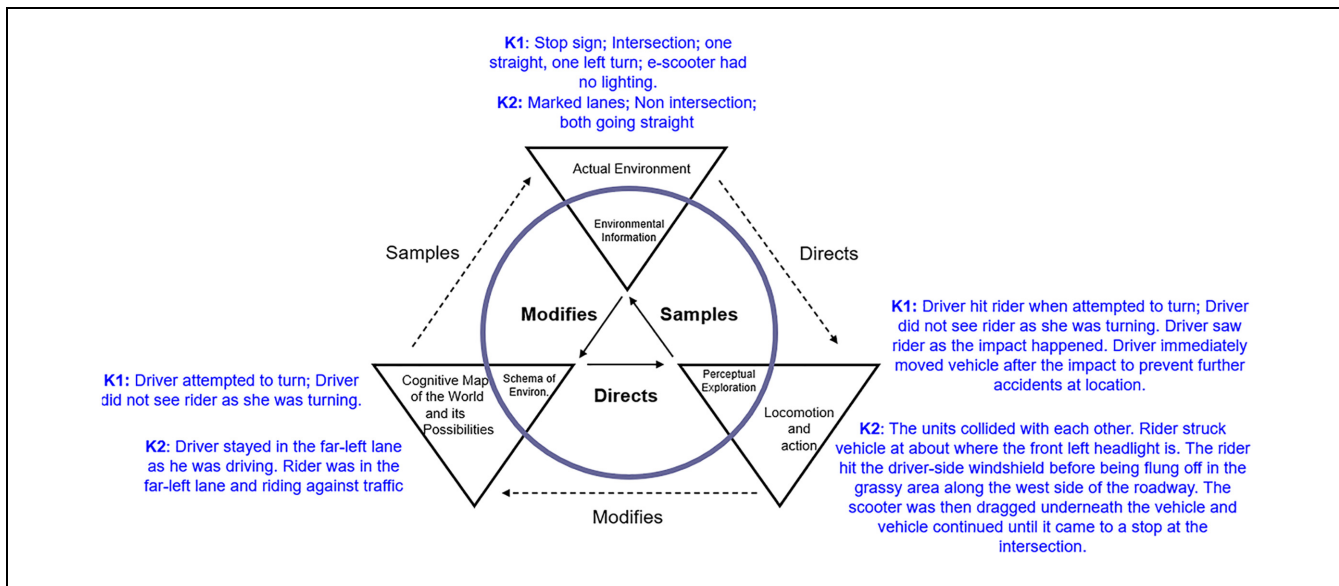 K1: Stop sign; Intersection; one
straight, one left turn; e-scooter had
no lighting.
K2: Marked lanes; Non intersection;
both going straight
Actual Environment
Environmental
Information
Samples
Directs
Modifies
Samples
Directs
K1: Driver attempted to turn; Driver
did not see rider as she was turning.
K2: Driver stayed in the far-left lane
as he was driving. Rider was in the
far-left lane and riding against traffic
Cognitive Map
of the World
and its
Possibilities
Schema of
Environ.
Perceptual
Exploration
Locomotion
and
action
K1: Driver hit rider when attempted to turn; Driver
did not see rider as she was turning. Driver saw
rider as the impact happened. Driver immediately
moved vehicle after the impact to prevent further
accidents at location.
K2: The units collided with each other. Rider struck
vehicle at about where the front left headlight is. The rider
hit the driver-side windshield before being flung off in the
grassy area along the west side of the roadway. The
scooter was then dragged underneath the vehicle and
vehicle continued until it came to a stop at the
intersection.
Modifies